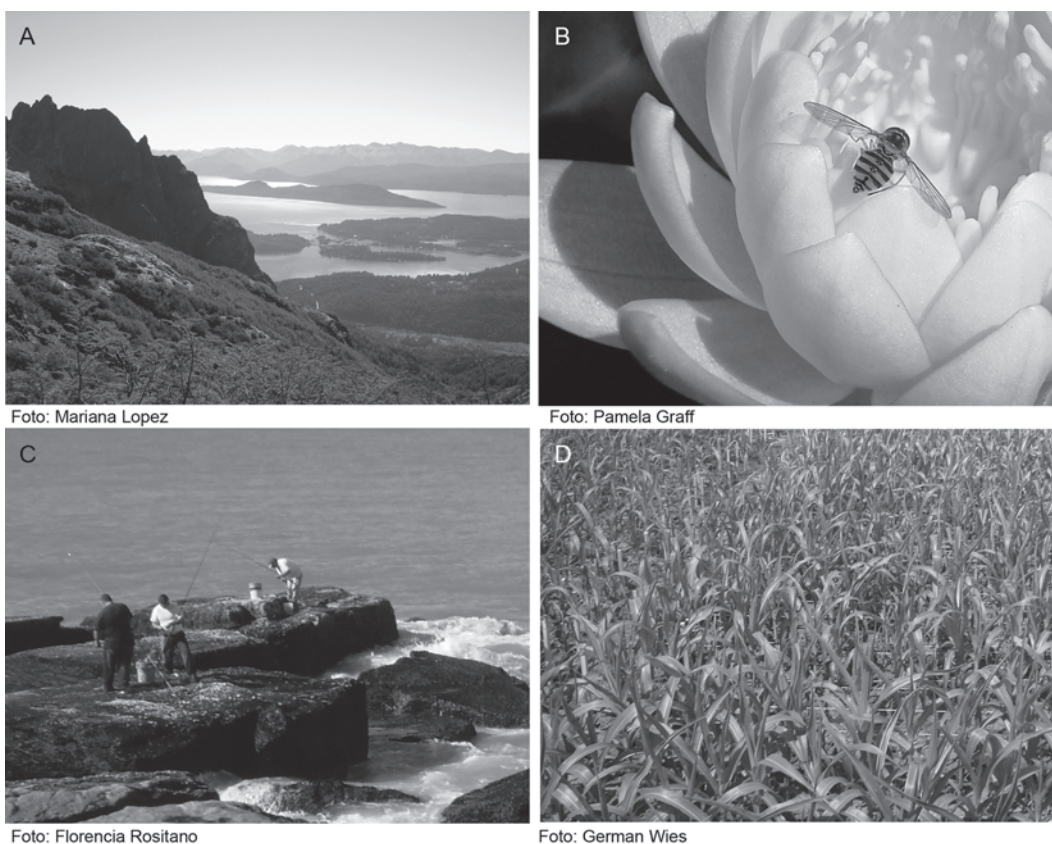 A
B
Foto: Mariana Lopez
Foto: Pamela Graff
C
D
Foto: Florencia Rositano
Foto: German Wies